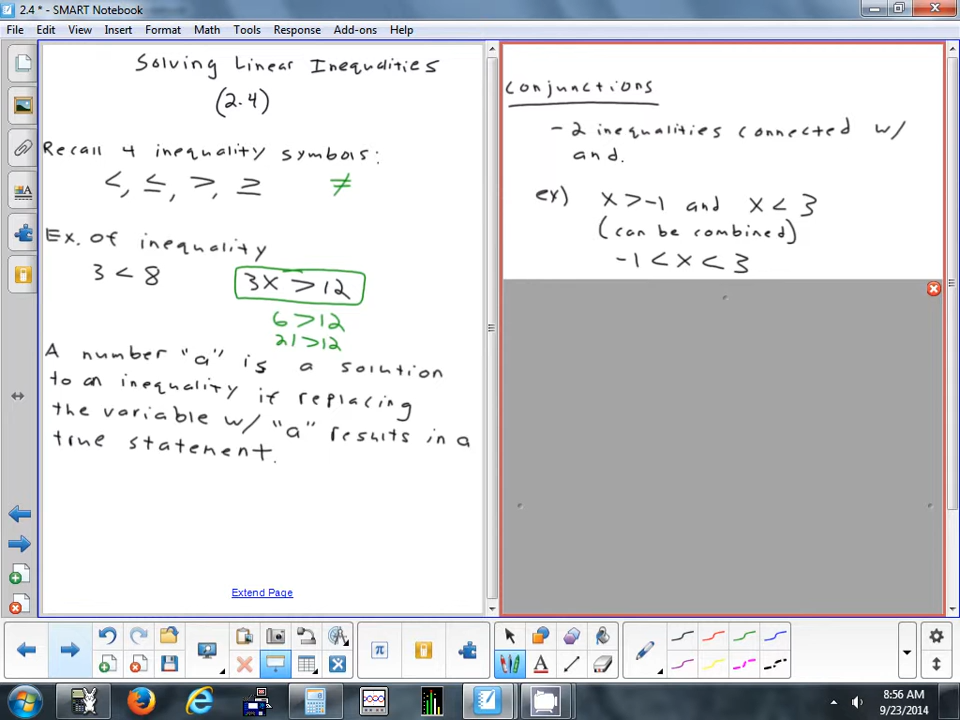 2.4 * - SMART Notebook
File Edit View Insert Format Math Tools Response Add-ons Help
Solving Linear Inequalities
(2.4)
Recall 4 inequality symbols:
<, ≤, >, ≥ ≠
Ex. of inequality
3 < 8 3x > 12
6 > 12
21 > 12
A number "a" is a solution
to an inequality if replacing
the variable w/ "a" results in a
true statement.
Extend Page
Conjunctions
- 2 inequalities connected w/
and.
ex) x > -1 and x < 3
(can be combined)
-1 < x < 3
8:56 AM
9/23/2014